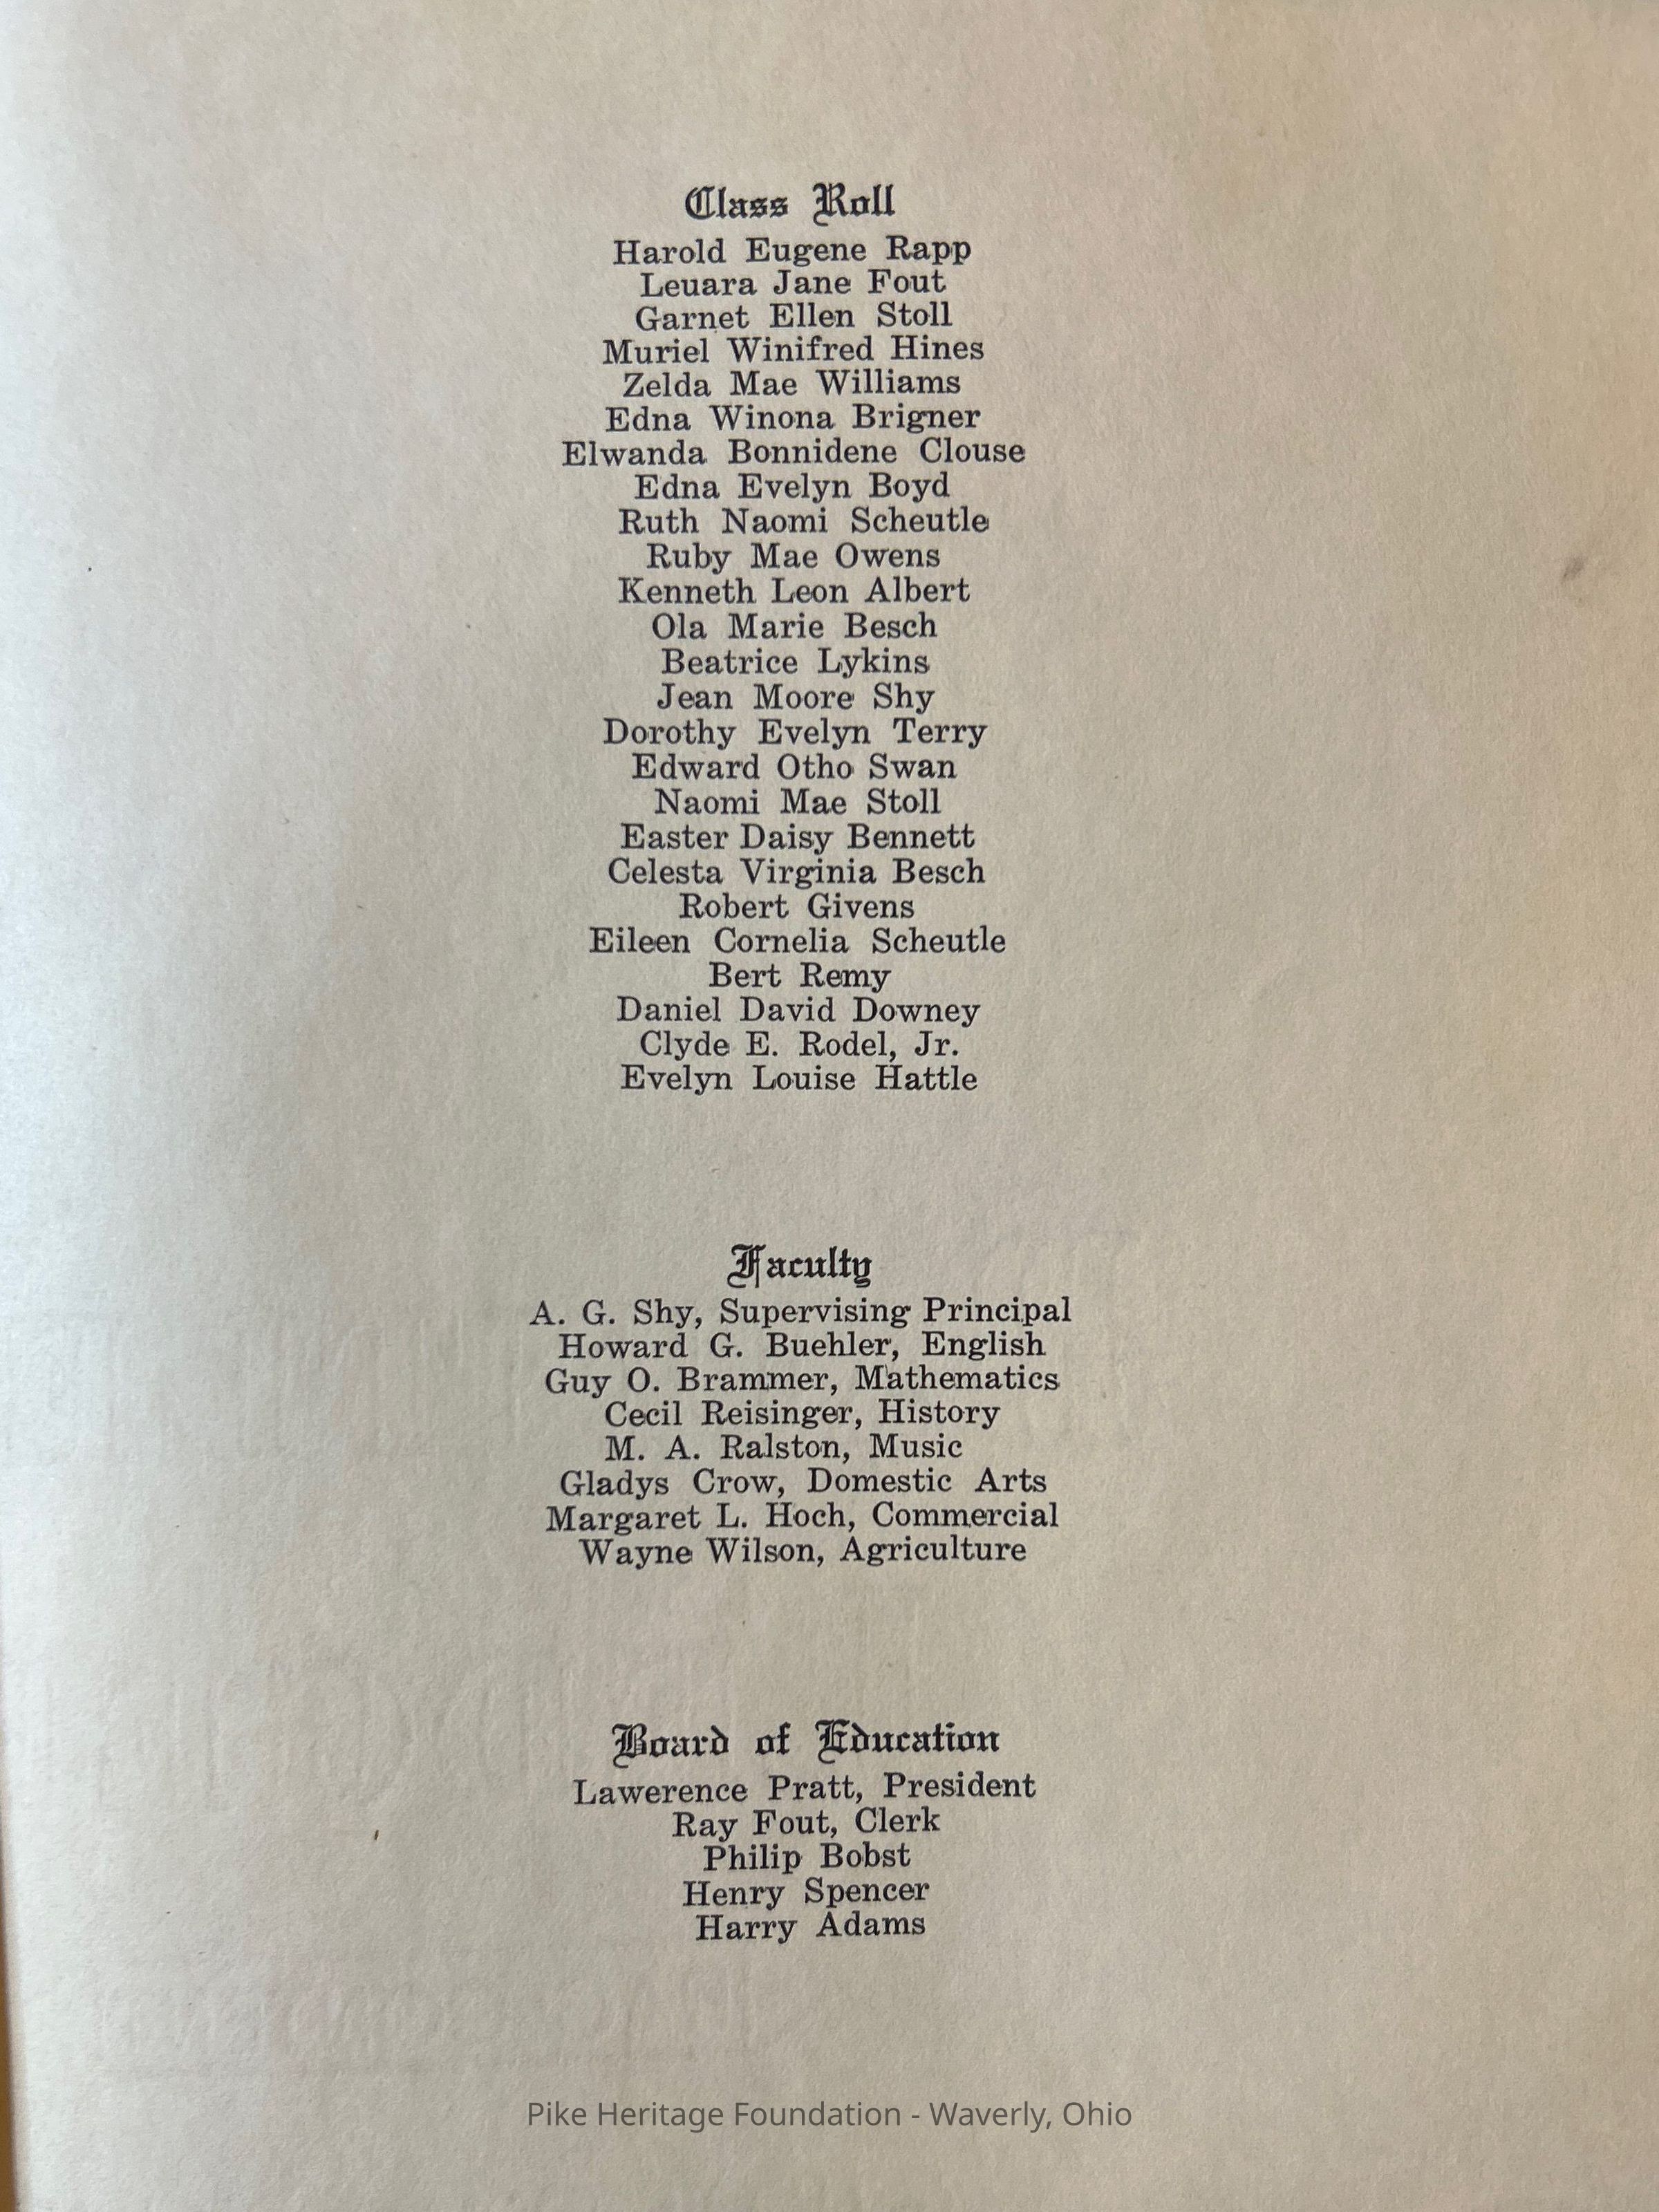 Class Roll
Harold Eugene Rapp
Leuara Jane Fout
Garnet Ellen Stoll
Muriel Winifred Hines
Zelda Mae Williams
Edna Winona Brigner
Elwanda Bonnidene Clouse
Edna Evelyn Boyd
Ruth Naomi Scheutle
Ruby Mae Owens
Kenneth Leon Albert
Ola Marie Besch
Beatrice Lykins
Jean Moore Shy
Dorothy Evelyn Terry
Edward Otho Swan
Naomi Mae Stoll
Easter Daisy Bennett
Celesta Virginia Besch
Robert Givens
Eileen Cornelia Scheutle
Bert Remy
Daniel David Downey
Clyde E. Rodel, Jr.
Evelyn Louise Hattle
Faculty
A. G. Shy, Supervising Principal
Howard G. Buehler, English
Guy O. Brammer, Mathematics
Cecil Reisinger, History
M. A. Ralston, Music
Gladys Crow, Domestic Arts
Margaret L. Hoch, Commercial
Wayne Wilson, Agriculture
Board of Education
Lawerence Pratt, President
Ray Fout, Clerk
Philip Bobst
Henry Spencer
Harry Adams
Pike Heritage Foundation - Waverly, Ohio